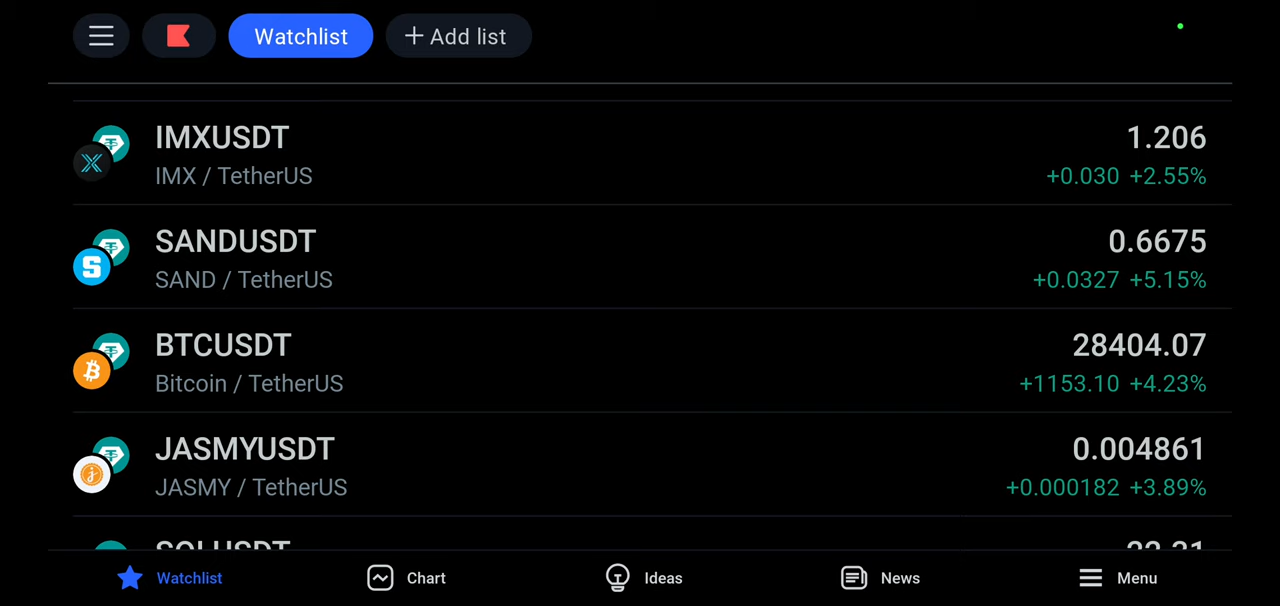 Watchlist
+ Add list
IMXUSDT 1.206
IMX / TetherUS +0.030 +2.55%
SANDUSDT 0.6675
SAND / TetherUS +0.0327 +5.15%
BTCUSDT 28404.07
Bitcoin / TetherUS +1153.10 +4.23%
JASMYUSDT 0.004861
JASMY / TetherUS +0.000182 +3.89%
SOLUSDT
Watchlist Chart Ideas News Menu